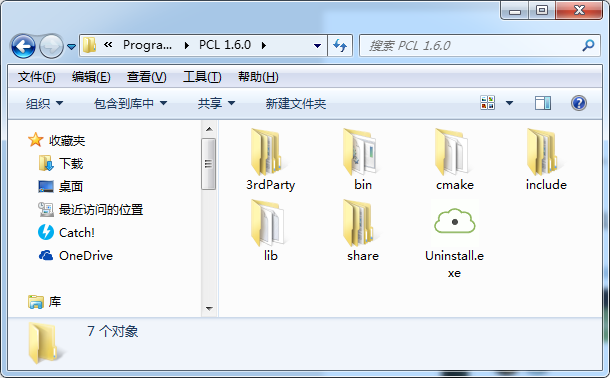 « Progra... ▸ PCL 1.6.0 ▸
搜索 PCL 1.6.0
文件(F) 编辑(E) 查看(V) 工具(T) 帮助(H)
组织 包含到库中 共享 新建文件夹
收藏夹
下载
桌面
最近访问的位置
Catch!
OneDrive
库
3rdParty bin cmake include
lib share Uninstall.e
xe
7 个对象